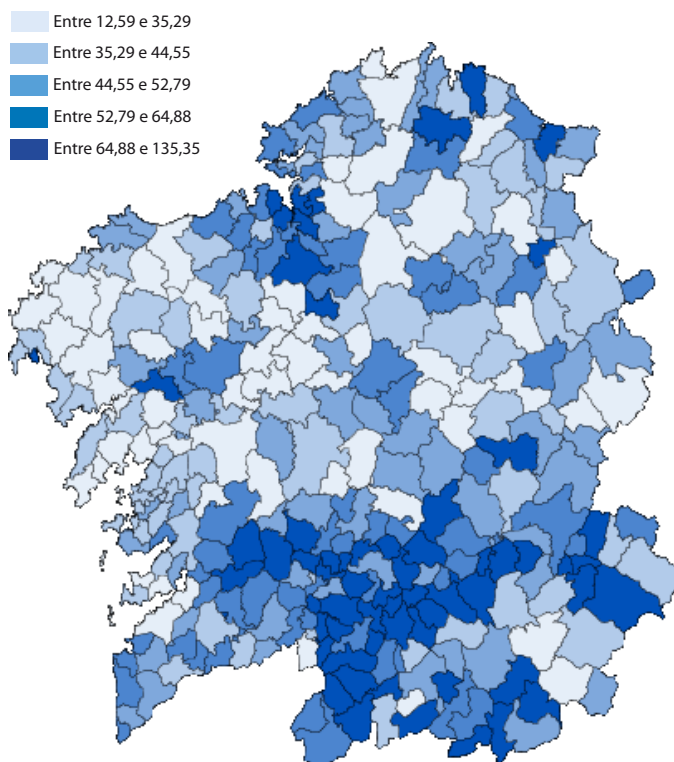 Entre 12,59 e 35,29
Entre 35,29 e 44,55
Entre 44,55 e 52,79
Entre 52,79 e 64,88
Entre 64,88 e 135,35